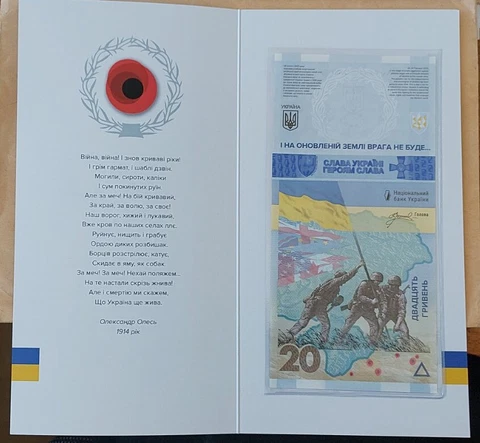 Війна, війна! І знов криваві ріки!
І грім гармат, і шаблі дзвін.
Могили, сироти, каліки
І сум покинутих руїн
Але за меч! На бій кривавий,
За край, за волю, за своє!
Наш ворог, хижий і лукавий,
Вже кров по наших селах ллє.
Руйнує, нищить і грабує
Ордою диких розбишак.
Борців розстрілює, катує,
Скидає в яму, як собак
За меч! За меч! Нехай поляжем...
На те настали скрізь жнива!
Але і смертю ми скажем,
Що Україна ще жива.
Олександр Олесь
1914 рік
УКРАЇНА
І НА ОНОВЛЕНІЙ ЗЕМЛІ ВРАГА НЕ БУДЕ...
СЛАВА УКРАЇНІ
ГЕРОЯМ СЛАВА
Національний
банк України
Голова
ДВАДЦЯТЬ
ГРИВЕНЬ
20